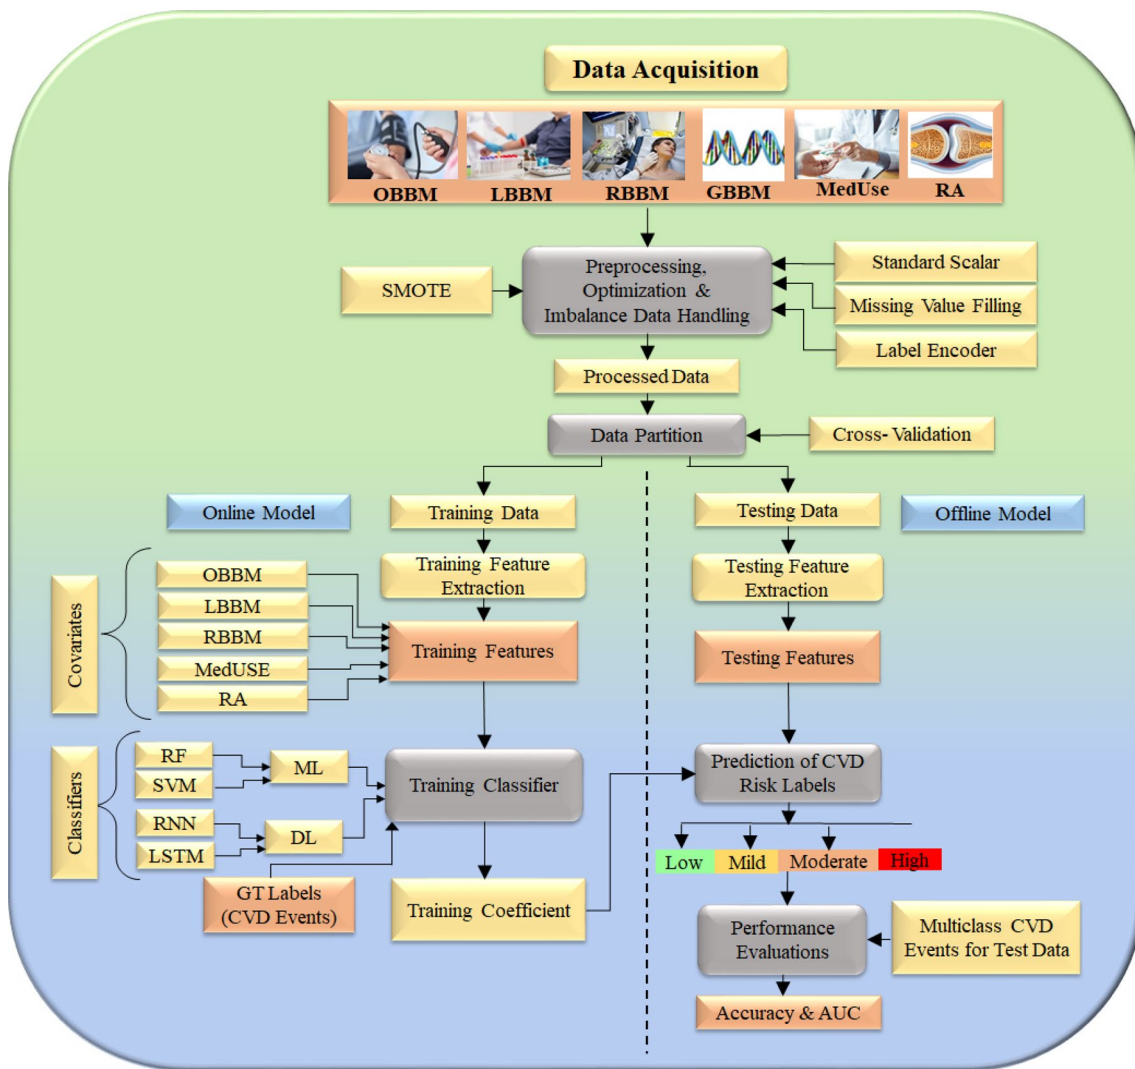 Data Acquisition
OBBM
LBBM
RBBM
GBBM
MedUse
RA
SMOTE
Preprocessing,
Optimization &
Imbalance Data Handling
Standard Scalar
Missing Value Filling
Label Encoder
Processed Data
Data Partition
Cross- Validation
Online Model
Training Data
Testing Data
Offline Model
Training Feature
Extraction
Testing Feature
Extraction
Covariates
OBBM
LBBM
RBBM
MedUSE
RA
Training Features
Testing Features
Classifiers
RF
SVM
RNN
LSTM
ML
DL
Training Classifier
Prediction of CVD
Risk Labels
Low
Mild
Moderate
High
GT Labels
(CVD Events)
Training Coefficient
Performance
Evaluations
Multiclass CVD
Events for Test Data
Accuracy & AUC